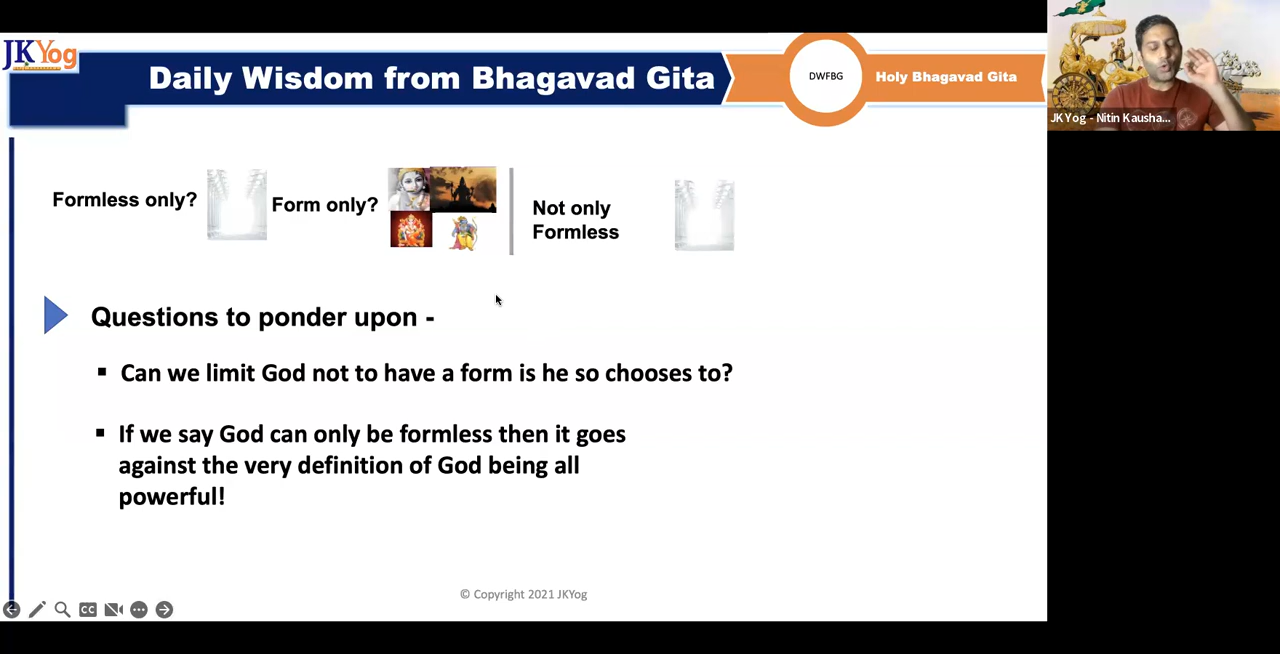 JKYog
Daily Wisdom from Bhagavad Gita
DWFBG
Holy Bhagavad Gita
JKYog - Nitin Kausha...
Formless only?
Form only?
Not only
Formless
Questions to ponder upon -
▪ Can we limit God not to have a form is he so chooses to?
▪ If we say God can only be formless then it goes
against the very definition of God being all
powerful!
© Copyright 2021 JKYog
CC